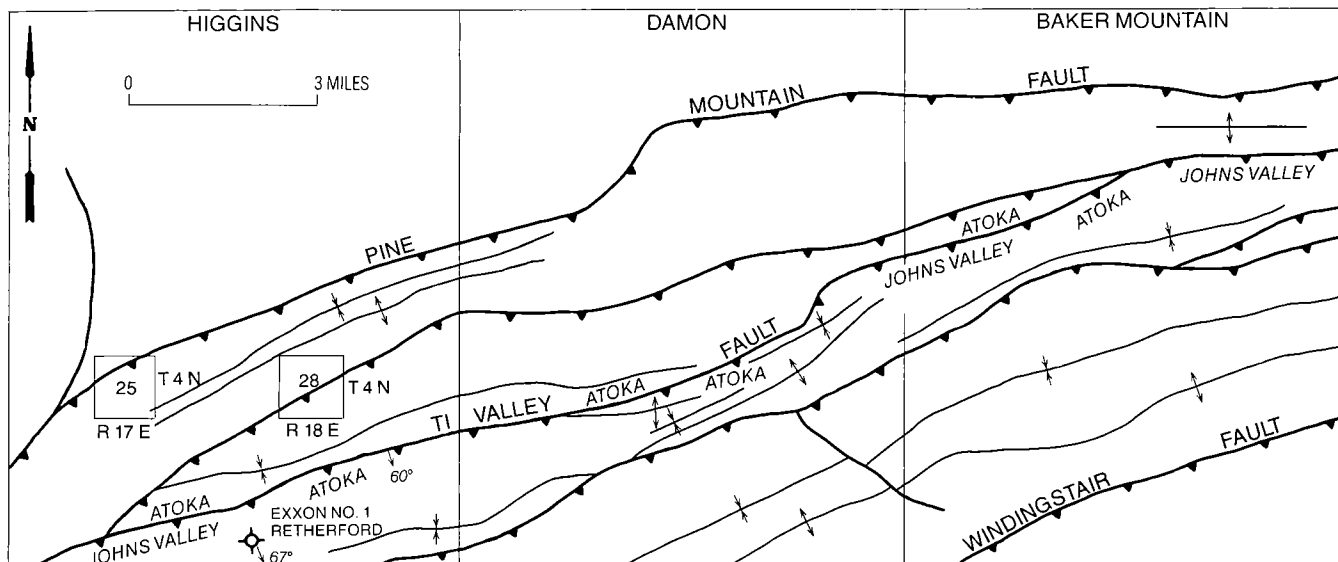 HIGGINS
DAMON
BAKER MOUNTAIN
N
0 3 MILES
MOUNTAIN
FAULT
JOHNS VALLEY
ATOKA
ATOKA
PINE
JOHNS VALLEY
25
T 4 N
R 17 E
28
T 4 N
R 18 E
FAULT
ATOKA
ATOKA
TI VALLEY
ATOKA
60°
ATOKA
JOHNS VALLEY
EXXON NO. 1
RETHERFORD
67°
WINDINGSTAIR
FAULT